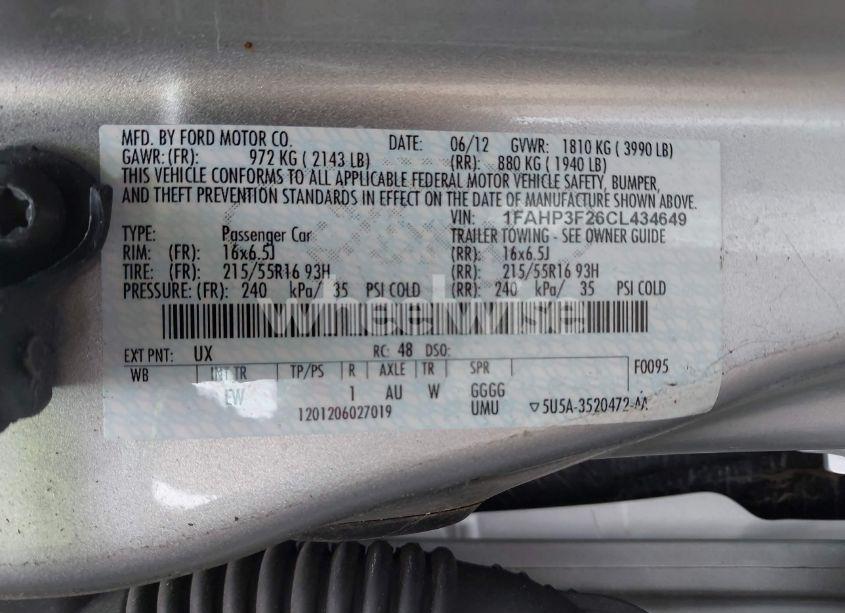 MFD. BY FORD MOTOR CO. DATE: 06/12 GVWR: 1810 KG ( 3990 LB)
GAWR:(FR): 972 KG ( 2143 LB) (RR): 880 KG ( 1940 LB)
THIS VEHICLE CONFORMS TO ALL APPLICABLE FEDERAL MOTOR VEHICLE SAFETY, BUMPER,
AND THEFT PREVENTION STANDARDS IN EFFECT ON THE DATE OF MANUFACTURE SHOWN ABOVE.
VIN: 1FAHP3F26CL434649
TYPE: Passenger Car TRAILER TOWING - SEE OWNER GUIDE
RIM: (FR): 16x6.5J (RR): 16x6.5J
TIRE: (FR): 215/55R16 93H (RR): 215/55R16 93H
PRESSURE: (FR): 240 kPa/ 35 PSI COLD (RR): 240 kPa/ 35 PSI COLD
wheelwise
EXT PNT: UX RC: 48 DSO:
WB INT TR TP/PS R AXLE TR SPR F0095
EW 1 AU W GGGG
1201206027019 UMU ▽5U5A-3520472-AA